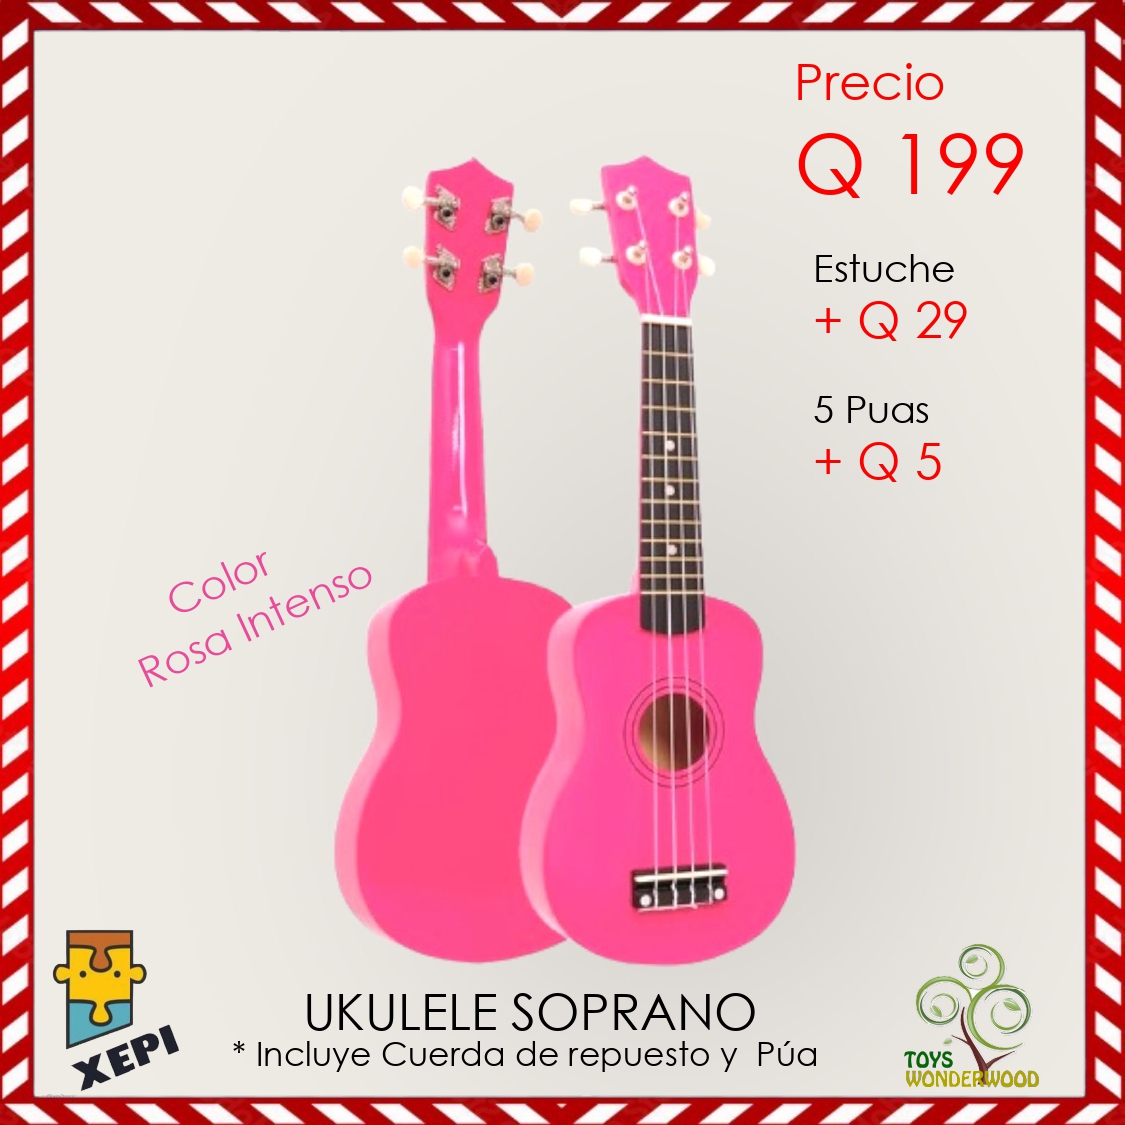 Precio
Q 199
Estuche
+ Q 29
5 Puas
+ Q 5
Color
Rosa Intenso
UKULELE SOPRANO
* Incluye Cuerda de repuesto y Púa
XEPI
TOYS
WONDERWOOD